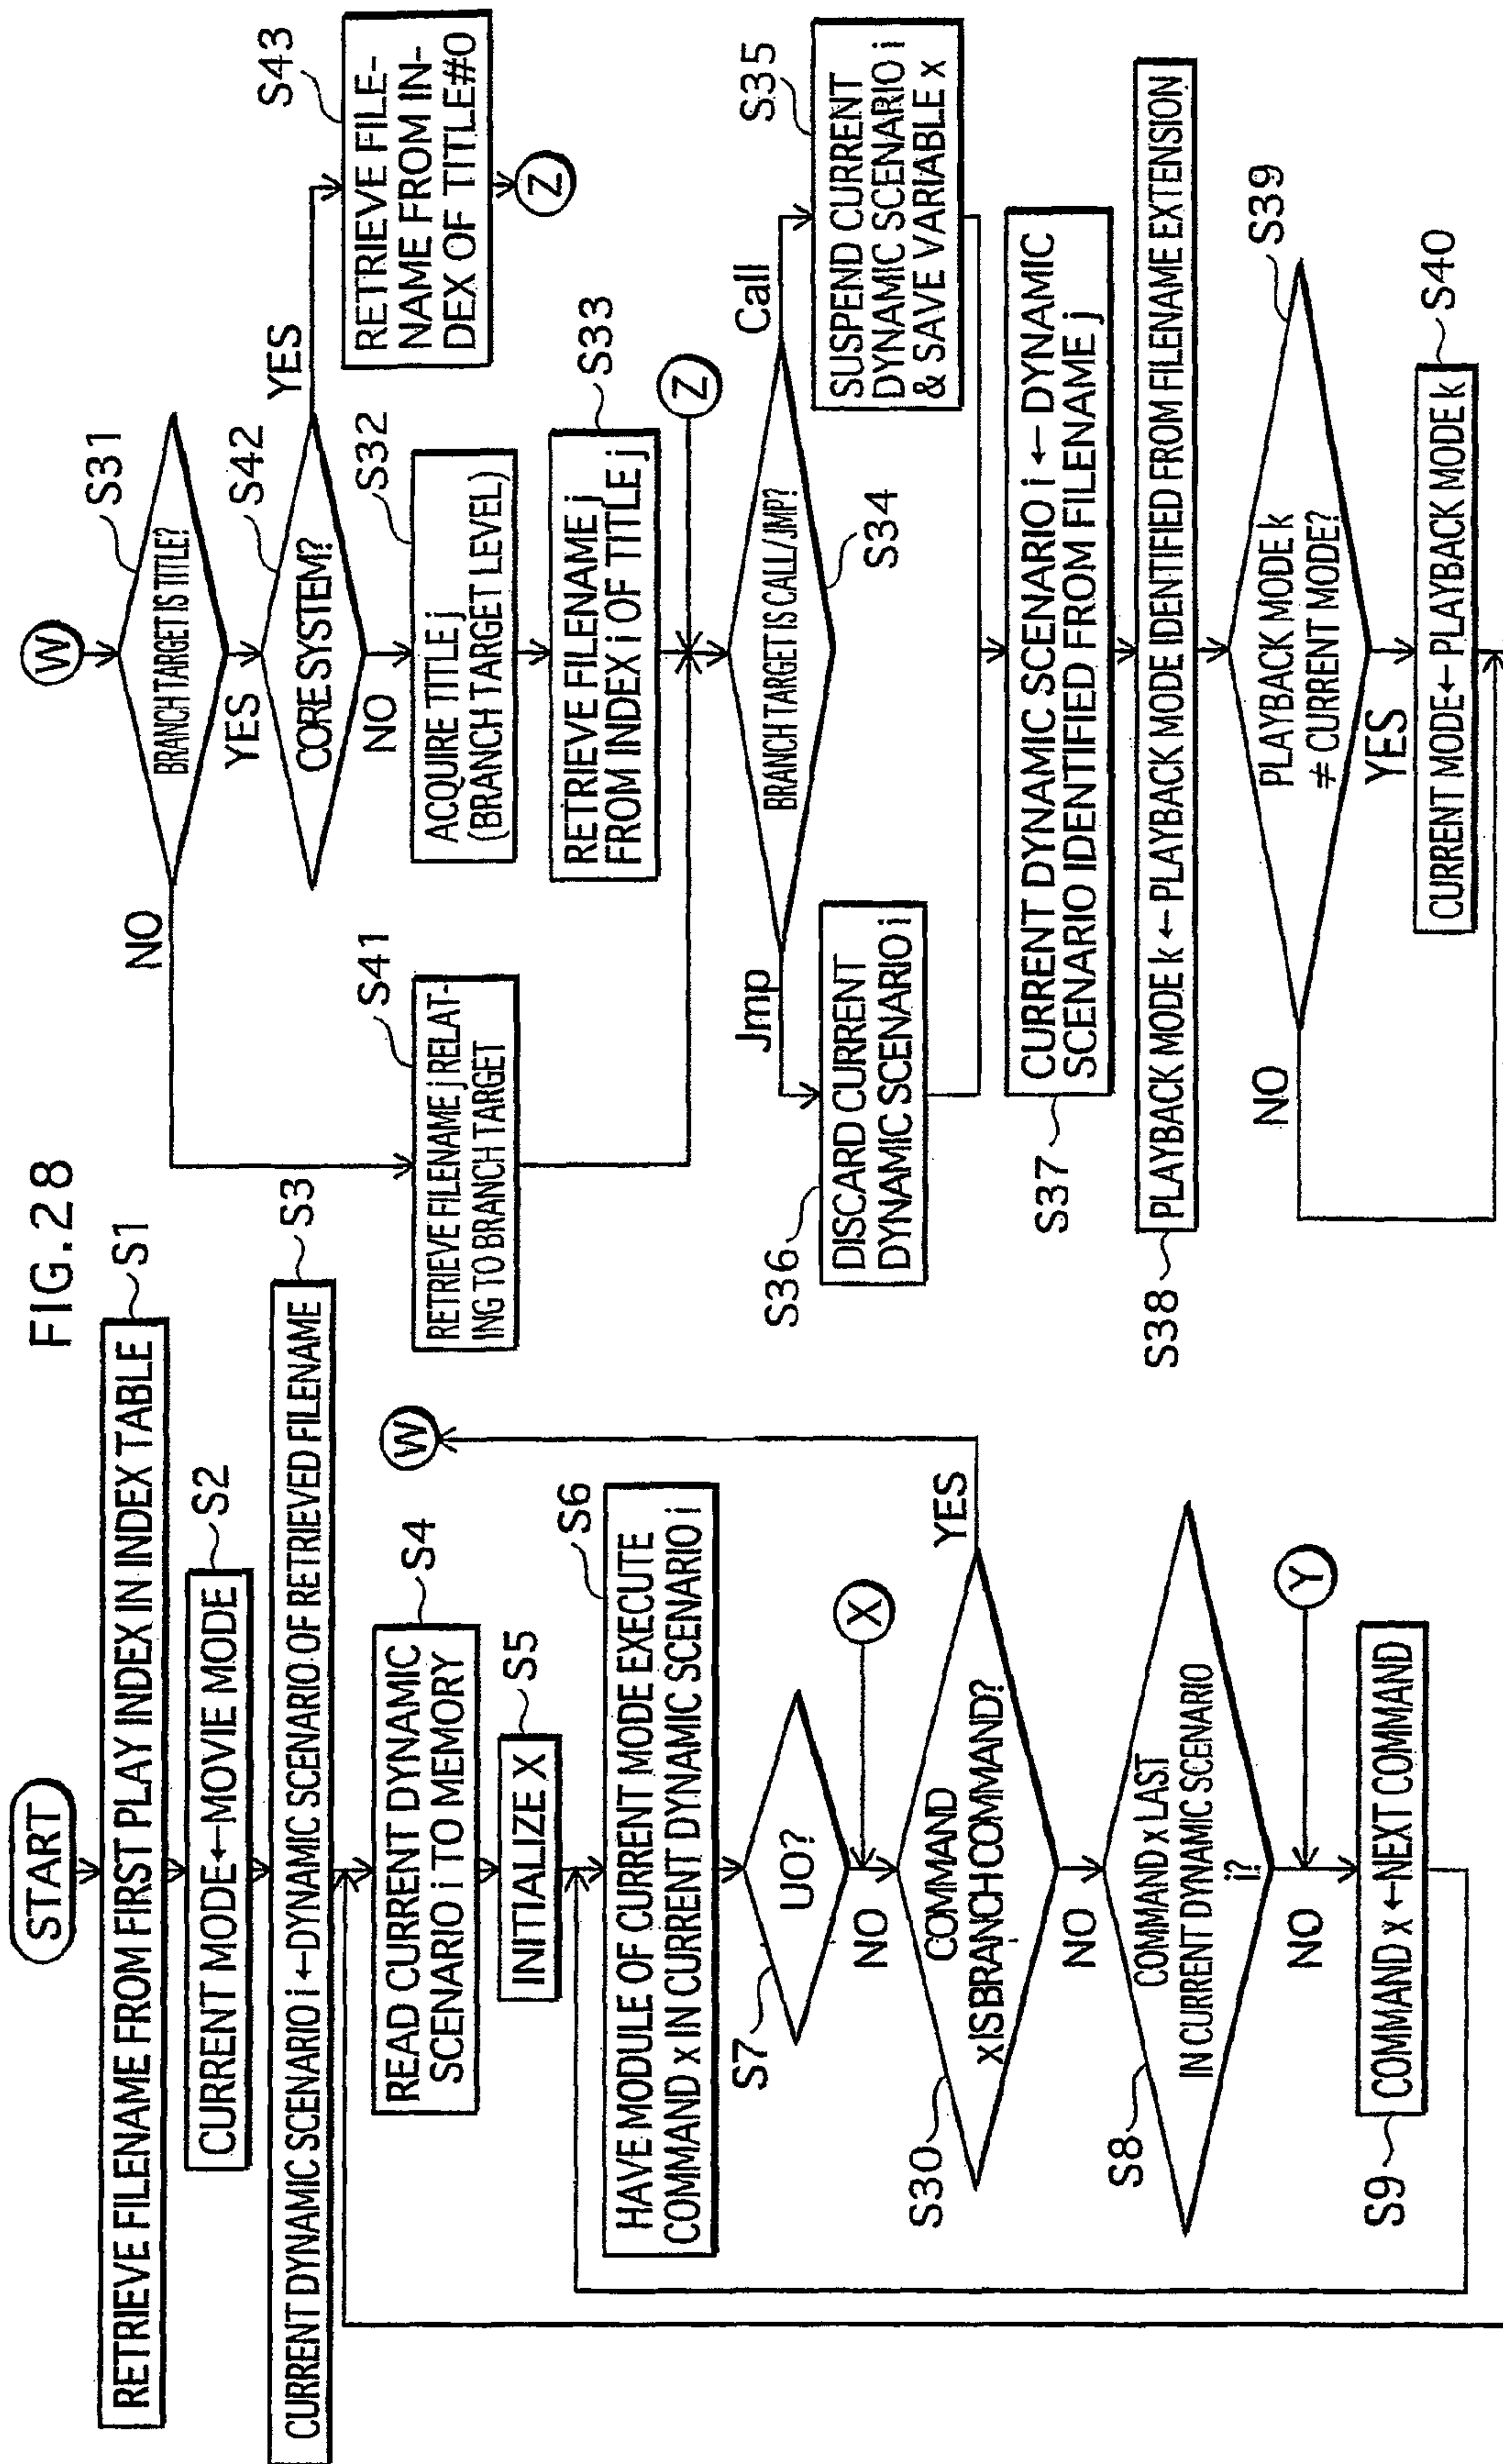 FIG.28
START
RETRIEVE FILENAME FROM FIRST PLAY INDEX IN INDEX TABLE
S1
CURRENT MODE←MOVIE MODE
S2
CURRENT DYNAMIC SCENARIO i ←DYNAMIC SCENARIO OF RETRIEVED FILENAME
S3
READ CURRENT DYNAMIC
SCENARIO i TO MEMORY
S4
INITIALIZE X
S5
HAVE MODULE OF CURRENT MODE EXECUTE
COMMAND x IN CURRENT DYNAMIC SCENARIO i
S6
UO?
S7
NO
X
COMMAND
x IS BRANCH COMMAND?
S30
YES
W
NO
COMMAND x LAST
IN CURRENT DYNAMIC SCENARIO
i?
S8
NO
Y
COMMAND x ←NEXT COMMAND
S9
W
BRANCH TARGET IS TITLE?
S31
NO
YES
CORE SYSTEM?
S42
YES
NO
RETRIEVE FILE-
NAME FROM IN-
DEX OF TITLE#0
S43
Z
ACQUIRE TITLE j
(BRANCH TARGET LEVEL)
S32
RETRIEVE FILENAME j
FROM INDEX i OF TITLE j
S33
RETRIEVE FILENAME j RELAT-
ING TO BRANCH TARGET
S41
Z
BRANCH TARGET IS CALL/JMP?
S34
Jmp
Call
SUSPEND CURRENT
DYNAMIC SCENARIO i
& SAVE VARIABLE x
S35
DISCARD CURRENT
DYNAMIC SCENARIO i
S36
CURRENT DYNAMIC SCENARIO i ← DYNAMIC
SCENARIO IDENTIFIED FROM FILENAME j
S37
PLAYBACK MODE k ← PLAYBACK MODE IDENTIFIED FROM FILENAME EXTENSION
S38
PLAYBACK MODE k
≠ CURRENT MODE?
S39
NO
YES
CURRENT MODE←PLAYBACK MODE k
S40